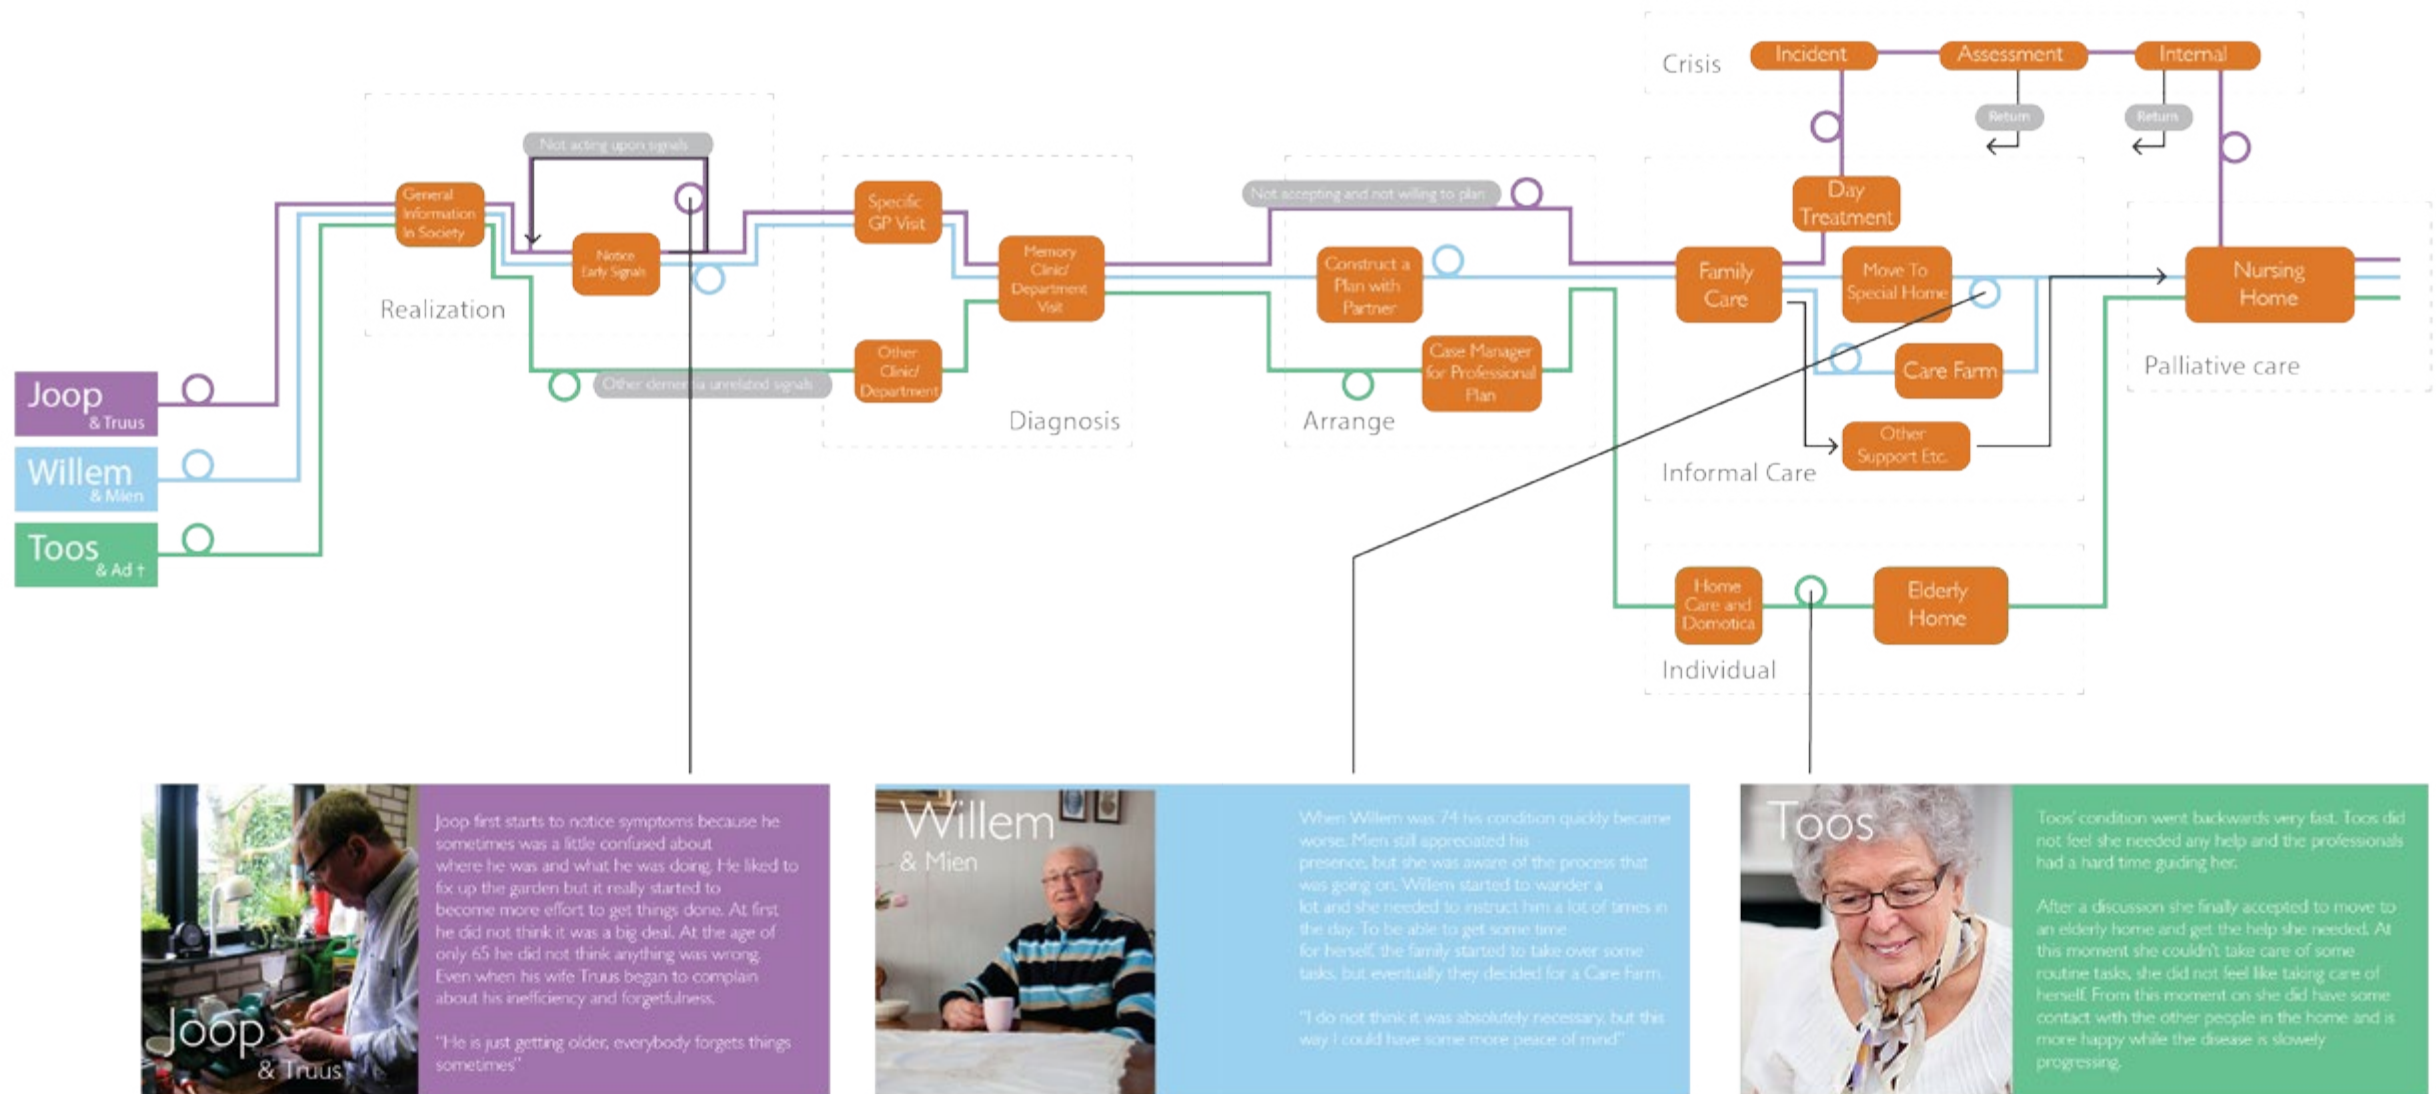 Crisis
Incident
Assessment
Internal
Return
Return
Not acting upon signals
General
Information
In Society
Notice
Early Signals
Realization
Specific
GP Visit
Other
Clinic/
Department
Other dementia unrelated signals
Memory
Clinic/
Department
Visit
Diagnosis
Not accepting and not willing to plan
Construct a
Plan with
Partner
Case Manager
for Professional
Plan
Arrange
Day
Treatment
Family
Care
Move To
Special Home
Care Farm
Other
Support Etc.
Informal Care
Nursing
Home
Palliative care
Home
Care and
Domotica
Elderly
Home
Individual
Joop
& Truus
Willem
& Mien
Toos
& Ad †
Joop
& Truus
Joop first starts to notice symptoms because he
sometimes was a little confused about
where he was and what he was doing. He liked to
fix up the garden but it really started to
become more effort to get things done. At first
he did not think it was a big deal. At the age of
only 65 he did not think anything was wrong.
Even when his wife Truus began to complain
about his inefficiency and forgetfulness.
"He is just getting older, everybody forgets things
sometimes"
Willem
& Mien
When Willem was 74 his condition quickly became
worse. Mien still appreciated his
presence, but she was aware of the process that
was going on. Willem started to wander a
lot and she needed to instruct him a lot of times in
the day. To be able to get some time
for herself, the family started to take over some
tasks, but eventually they decided for a Care Farm.
"I do not think it was absolutely necessary, but this
way I could have some more peace of mind"
Toos
Toos' condition went backwards very fast. Toos did
not feel she needed any help and the professionals
had a hard time guiding her.
After a discussion she finally accepted to move to
an elderly home and get the help she needed. At
this moment she couldn't take care of some
routine tasks, she did not feel like taking care of
herself. From this moment on she did have some
contact with the other people in the home and is
more happy while the disease is slowely
progressing.